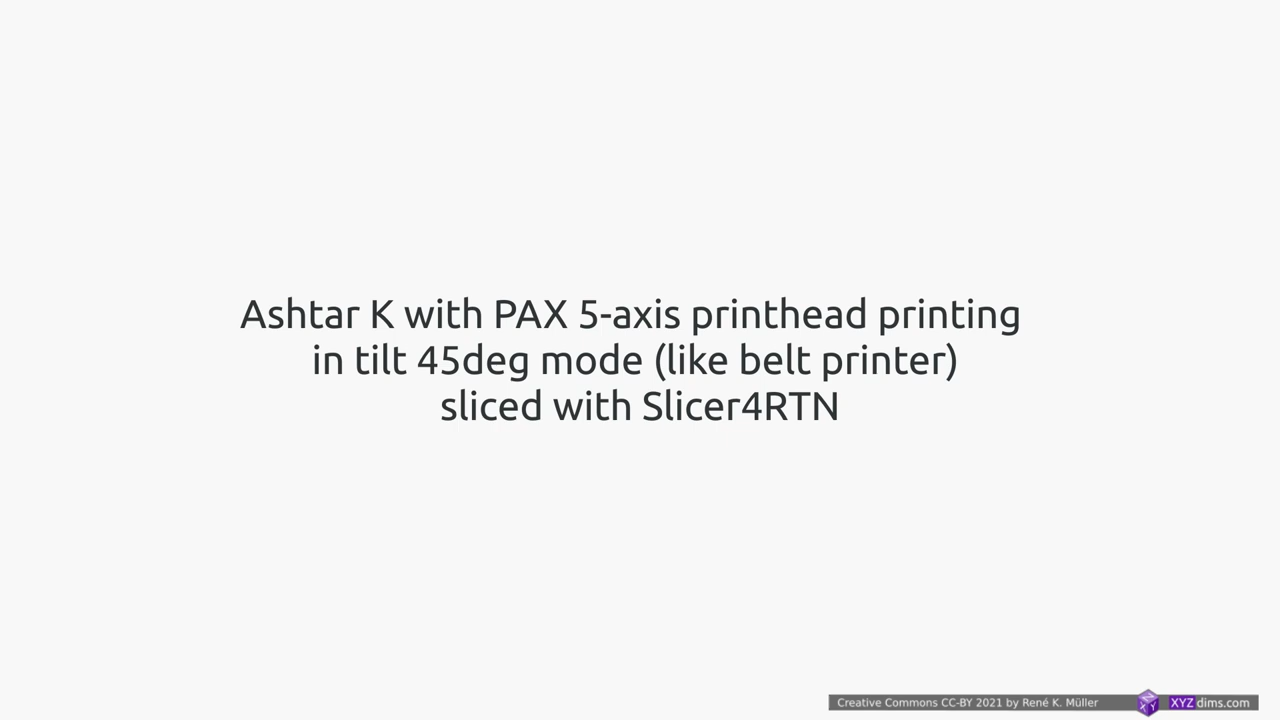 Ashtar K with PAX 5-axis printhead printing
in tilt 45deg mode (like belt printer)
sliced with Slicer4RTN
Creative Commons CC-BY 2021 by René K. Müller XYZ XYZdims.com